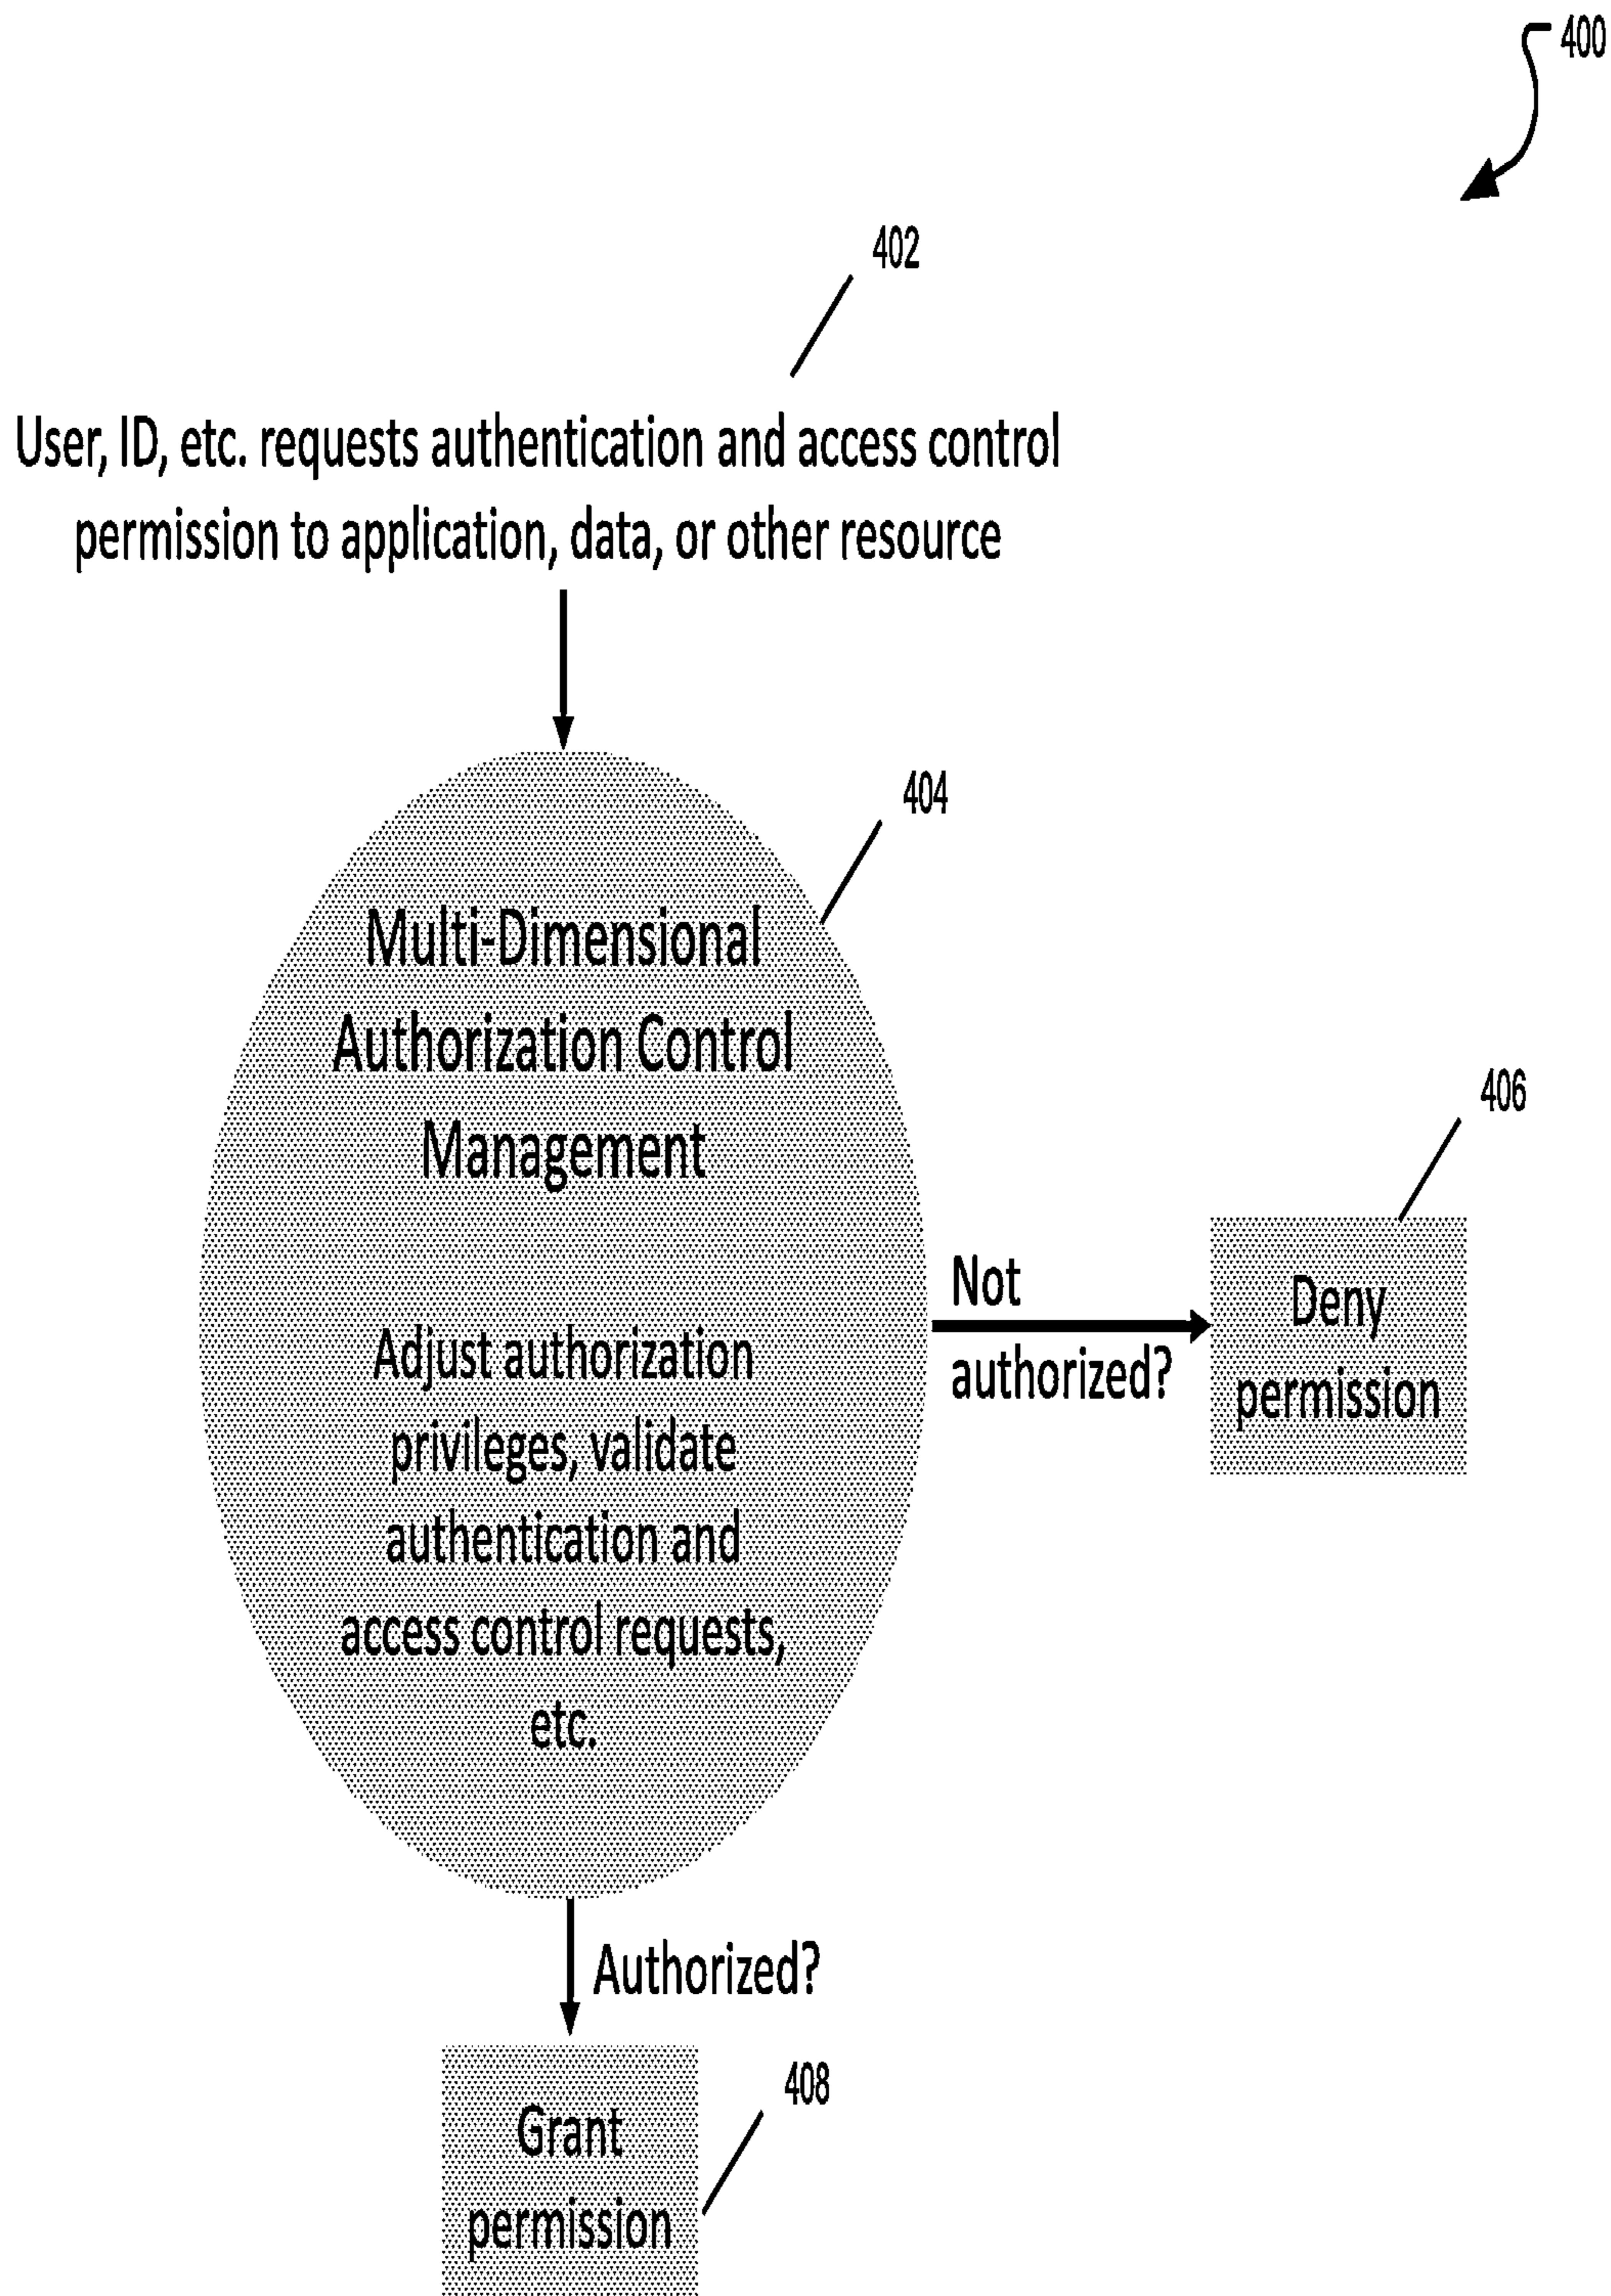 400
402
User, ID, etc. requests authentication and access control
permission to application, data, or other resource
404
Multi-Dimensional
Authorization Control
Management
Adjust authorization
privileges, validate
authentication and
access control requests,
etc.
406
Not
authorized?
Deny
permission
Authorized?
408
Grant
permission